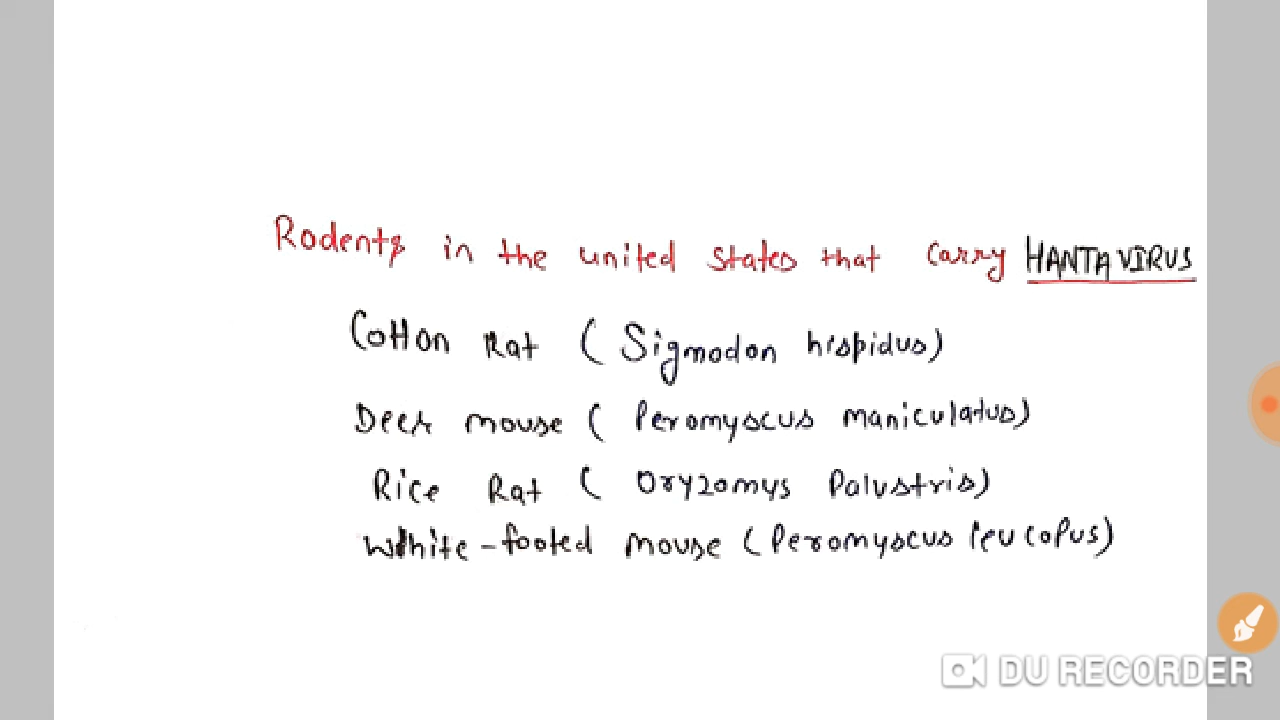 Rodents in the united states that carry HANTAVIRUS
Cotton Rat (Sigmodon hispidus)
Deer mouse (Peromyscus maniculatus)
Rice Rat (Oryzomys Palustris)
White-footed mouse (Peromyscus leucopus)
DU RECORDER